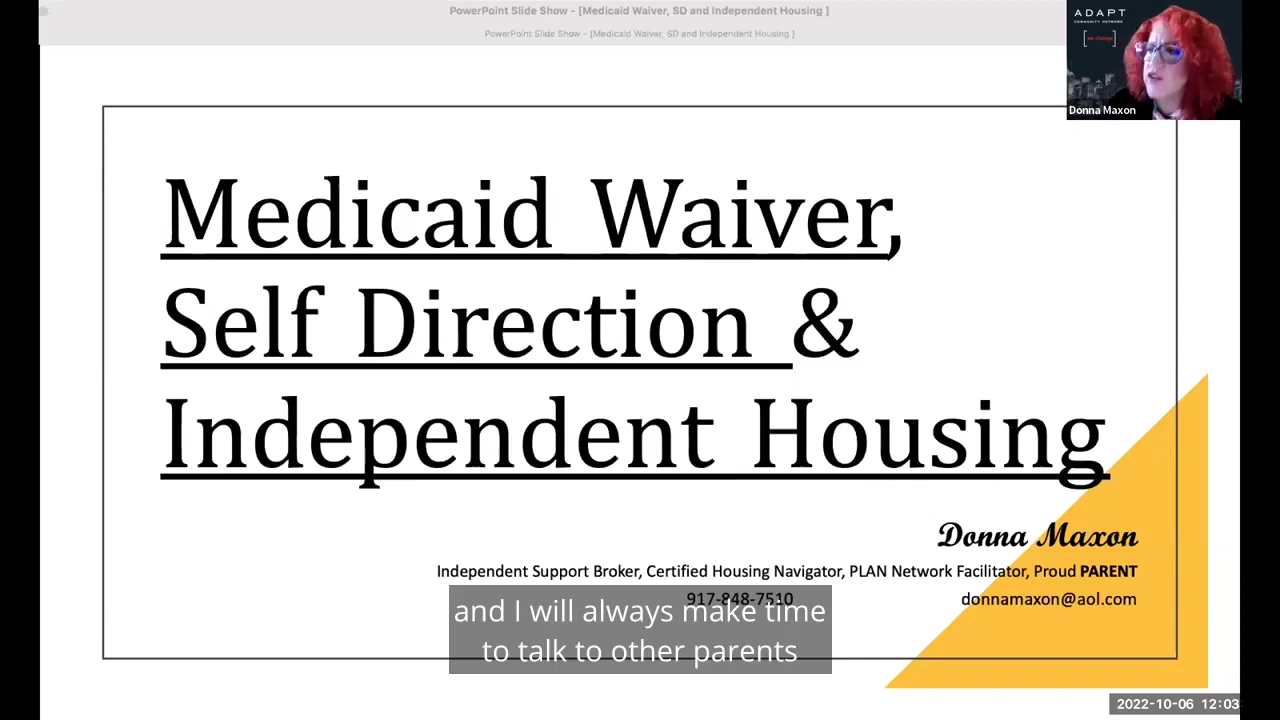 PowerPoint Slide Show - [Medicaid Waiver, SD and Independent Housing ]
PowerPoint Slide Show - [Medicaid Waiver, SD and Independent Housing ]
ADAPT
COMMUNITY NETWORK
[we change]
Donna Maxon
Medicaid Waiver,
Self Direction &
Independent Housing
Donna Maxon
Independent Support Broker, Certified Housing Navigator, PLAN Network Facilitator, Proud PARENT
917-848-7510 donnamaxon@aol.com
and I will always make time
to talk to other parents
2022-10-06 12:03